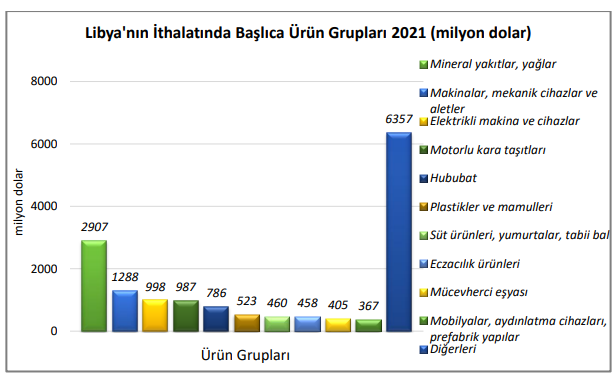 Libya'nın İthalatında Başlıca Ürün Grupları 2021 (milyon dolar)
milyon dolar
8000
6000
4000
2000
0
2907
1288
998
987
786
523
460
458
405
367
6357
Ürün Grupları
Mineral yakıtlar, yağlar
Makinalar, mekanik cihazlar ve
aletler
Elektrikli makina ve cihazlar
Motorlu kara taşıtları
Hububat
Plastikler ve mamulleri
Süt ürünleri, yumurtalar, tabii bal
Eczacılık ürünleri
Mücevherci eşyası
Mobilyalar, aydınlatma cihazları,
prefabrik yapılar
Diğerleri